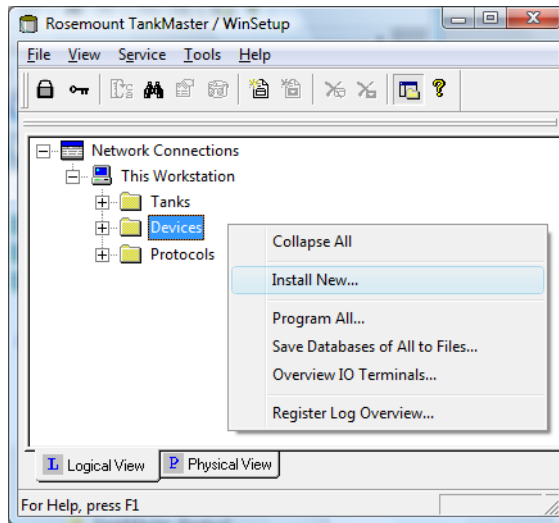 Rosemount TankMaster / WinSetup
File View Service Tools Help
Network Connections
This Workstation
Tanks
Devices
Protocols
Collapse All
Install New...
Program All...
Save Databases of All to Files...
Overview IO Terminals...
Register Log Overview...
L Logical View P Physical View
For Help, press F1